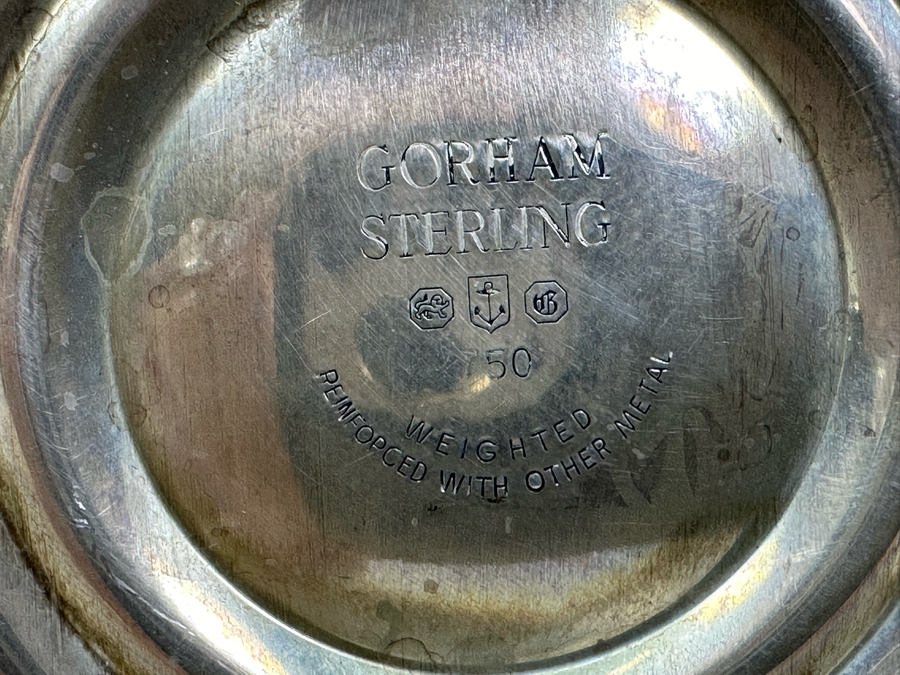 GORHAM
STERLING
G
750
WEIGHTED
REINFORCED WITH OTHER METAL